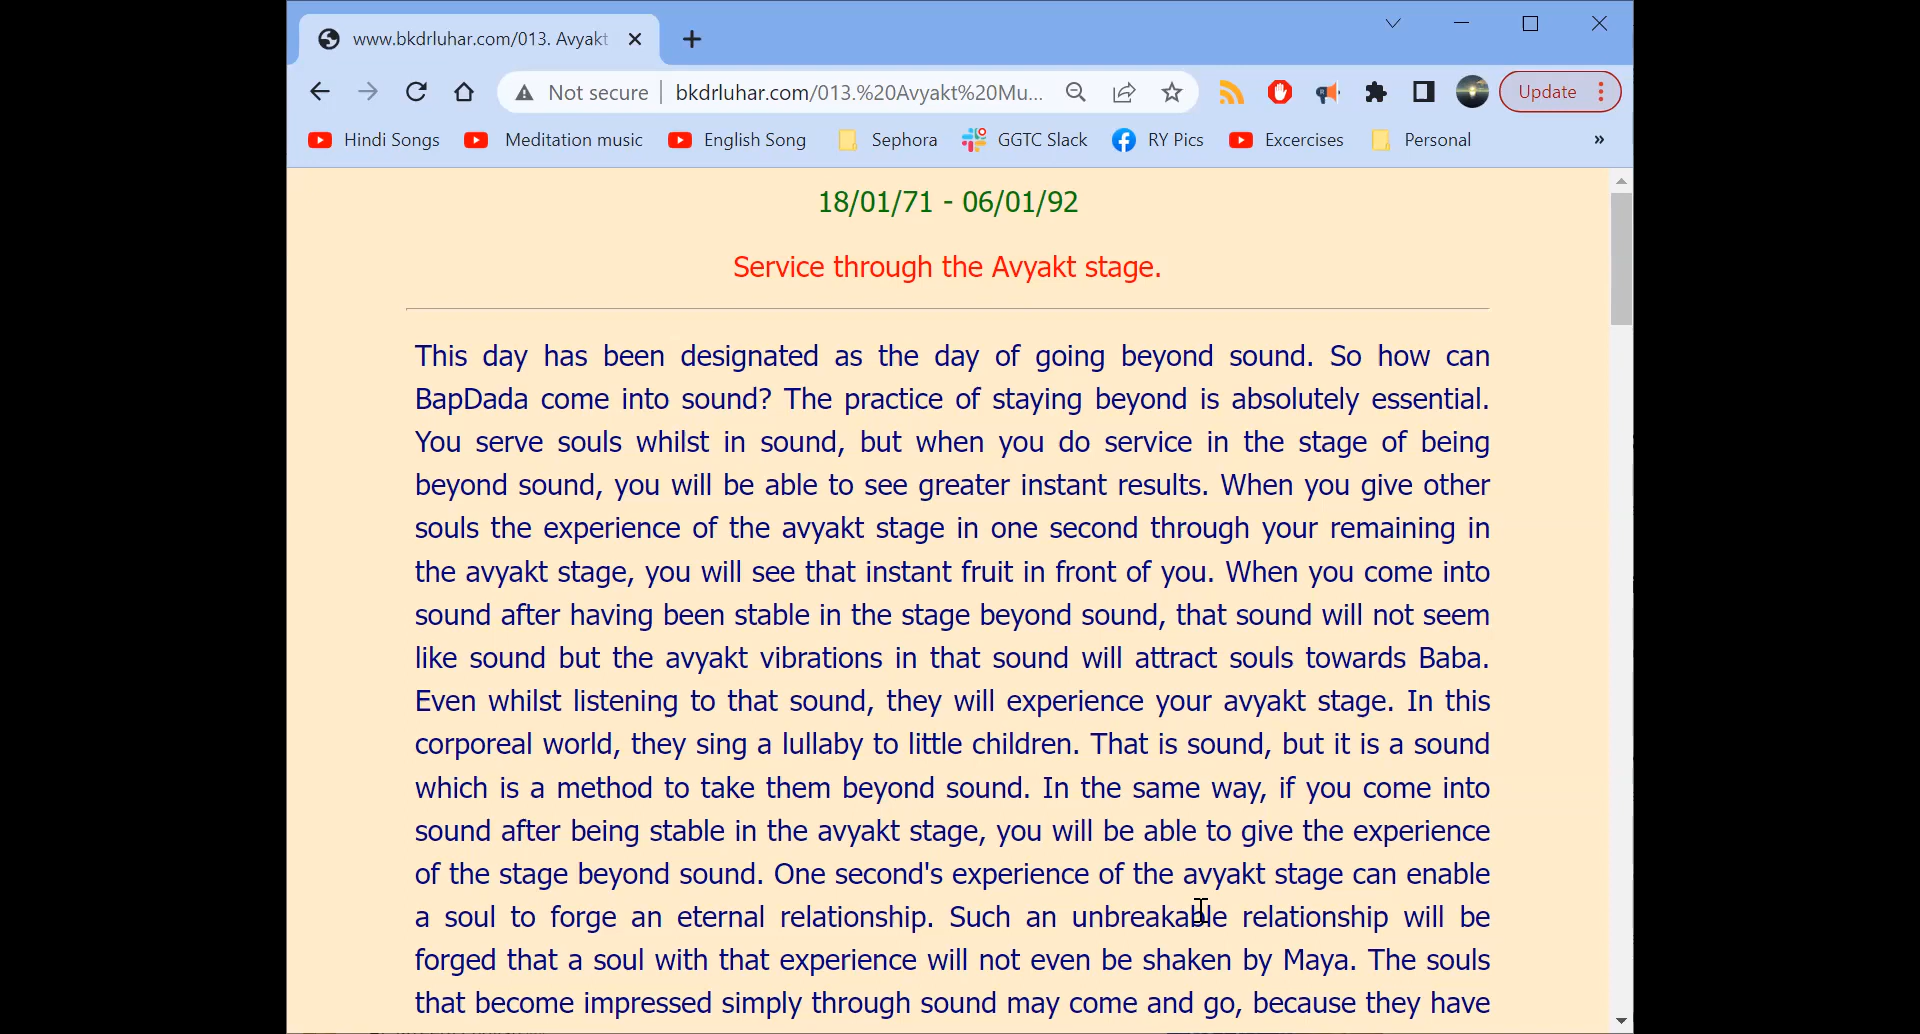 www.bkdrluhar.com/013. Avyakt
Not secure
bkdrluhar.com/013.%20Avyakt%20Mu...
Update
Hindi Songs
Meditation music
English Song
Sephora
GGTC Slack
RY Pics
Excercises
Personal
»
18/01/71 - 06/01/92
Service through the Avyakt stage.
This day has been designated as the day of going beyond sound. So how can
BapDada come into sound? The practice of staying beyond is absolutely essential.
You serve souls whilst in sound, but when you do service in the stage of being
beyond sound, you will be able to see greater instant results. When you give other
souls the experience of the avyakt stage in one second through your remaining in
the avyakt stage, you will see that instant fruit in front of you. When you come into
sound after having been stable in the stage beyond sound, that sound will not seem
like sound but the avyakt vibrations in that sound will attract souls towards Baba.
Even whilst listening to that sound, they will experience your avyakt stage. In this
corporeal world, they sing a lullaby to little children. That is sound, but it is a sound
which is a method to take them beyond sound. In the same way, if you come into
sound after being stable in the avyakt stage, you will be able to give the experience
of the stage beyond sound. One second's experience of the avyakt stage can enable
a soul to forge an eternal relationship. Such an unbreakable relationship will be
forged that a soul with that experience will not even be shaken by Maya. The souls
that become impressed simply through sound may come and go, because they have